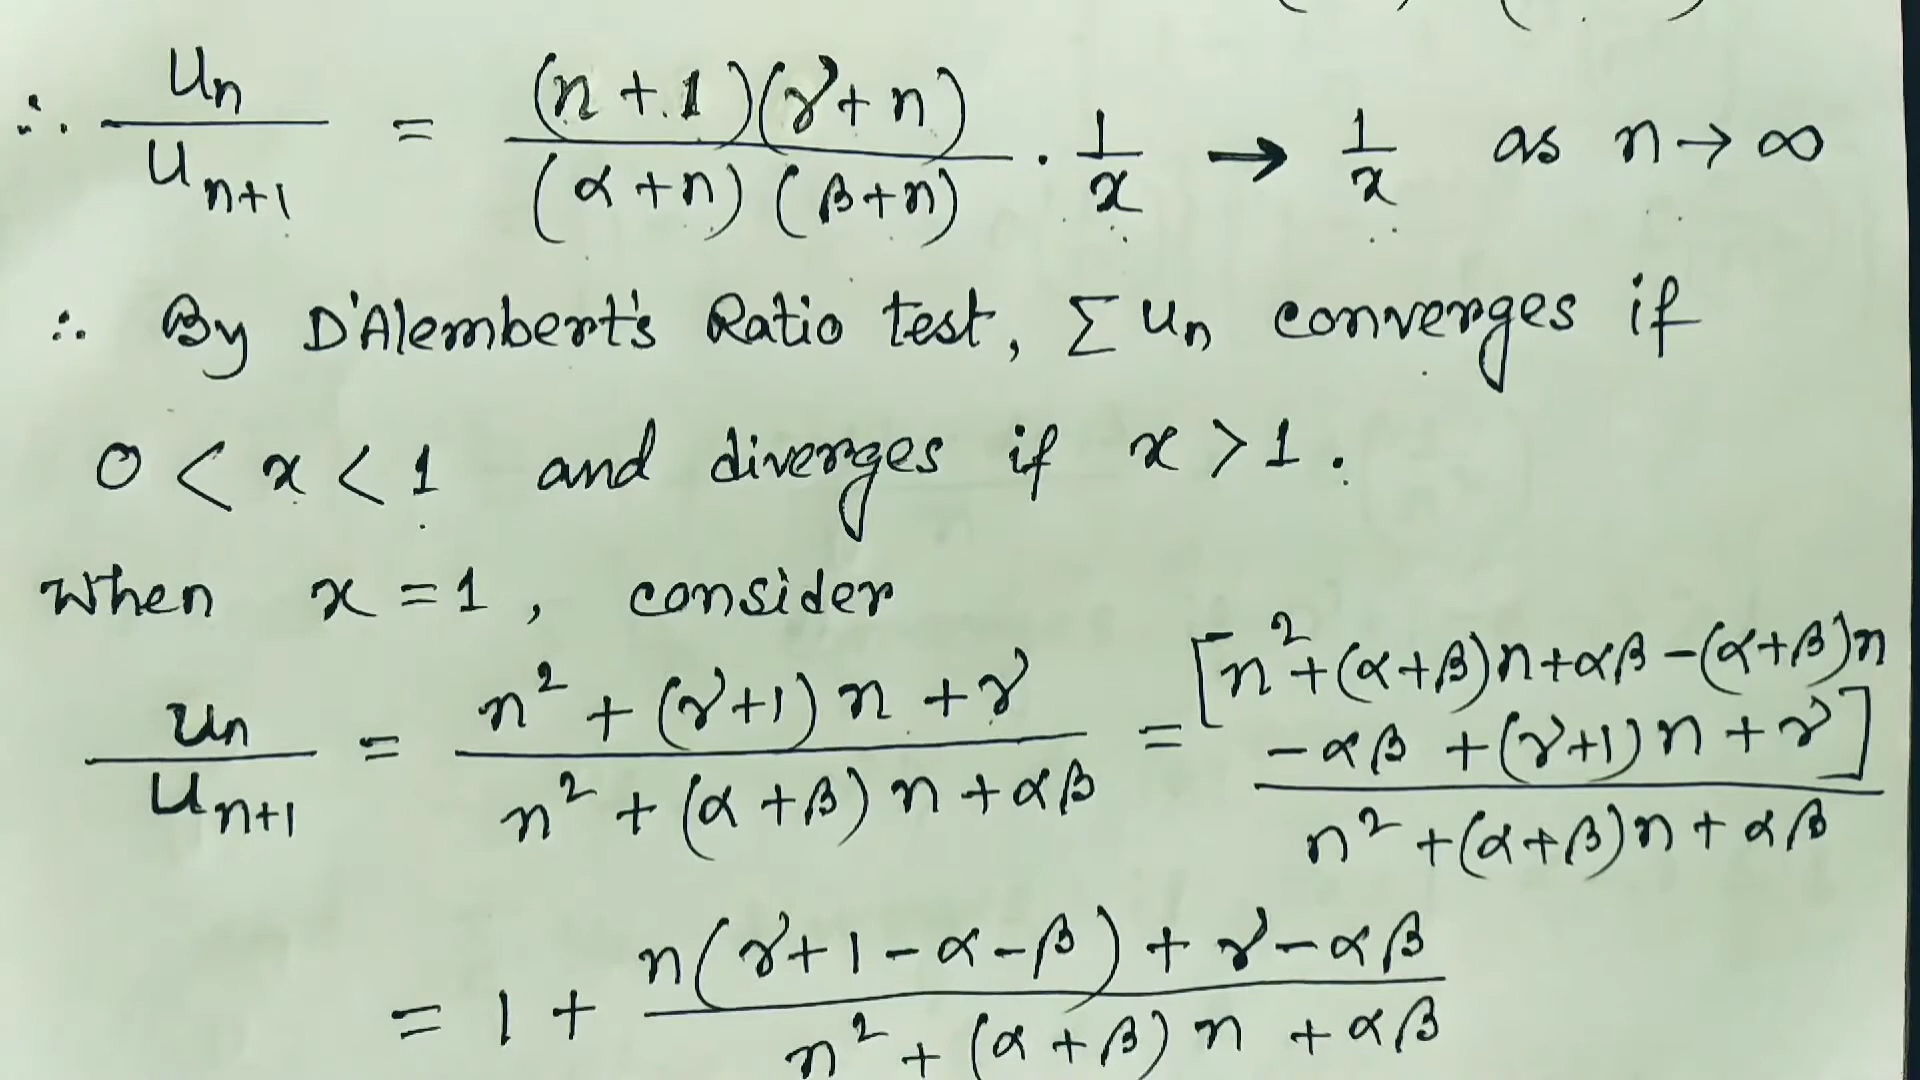 ∴ Un/Un+1 = (n+1)(γ+n)/(α+n)(β+n) · 1/x → 1/x as n→∞
∴ By D'Alembert's Ratio test, Σun converges if
0 < x < 1 and diverges if x > 1.
When x = 1, consider
un/Un+1 = n² + (γ+1)n + γ / n² + (α+β)n + αβ = [n² + (α+β)n + αβ - (α+β)n - αβ + (γ+1)n + γ] / n² + (α+β)n + αβ
= 1 + n(γ+1-α-β) + γ-αβ / n² + (α+β)n + αβ